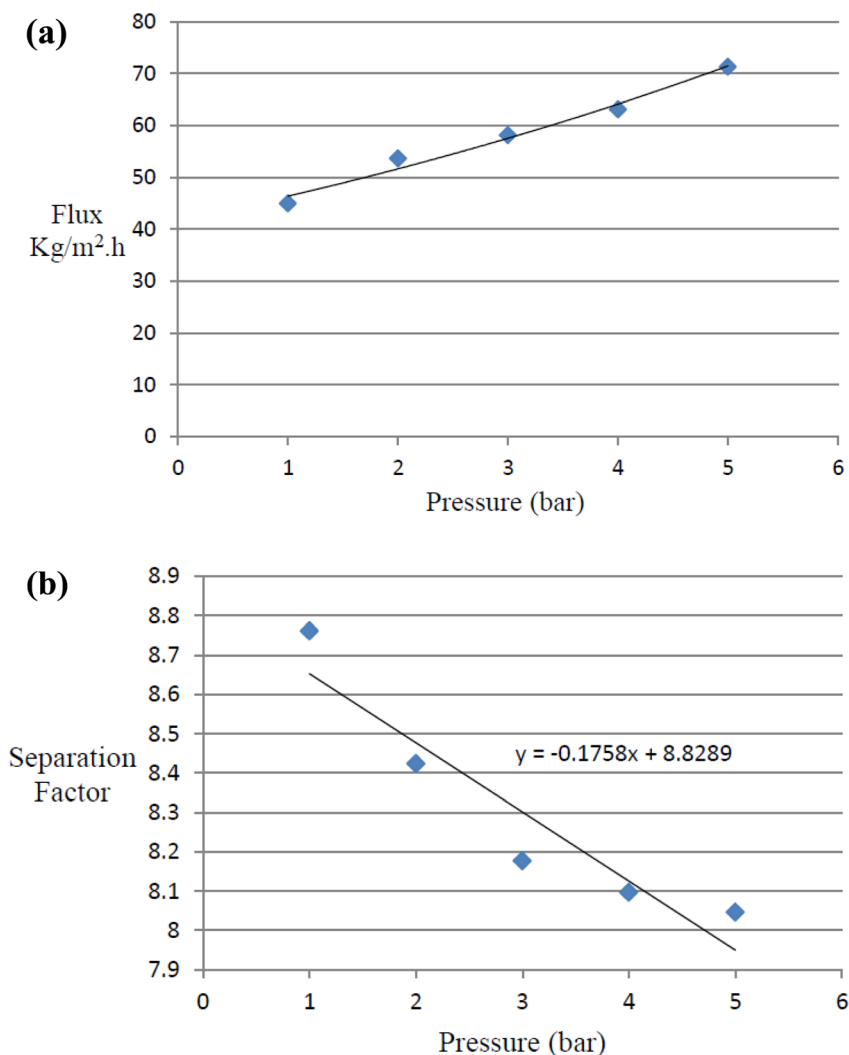 (a)
80
70
60
50
40
30
20
10
0
Flux
Kg/m².h
0 1 2 3 4 5 6
Pressure (bar)
(b)
8.9
8.8
8.7
8.6
8.5
8.4
8.3
8.2
8.1
8
7.9
Separation
Factor
y = -0.1758x + 8.8289
0 1 2 3 4 5 6
Pressure (bar)